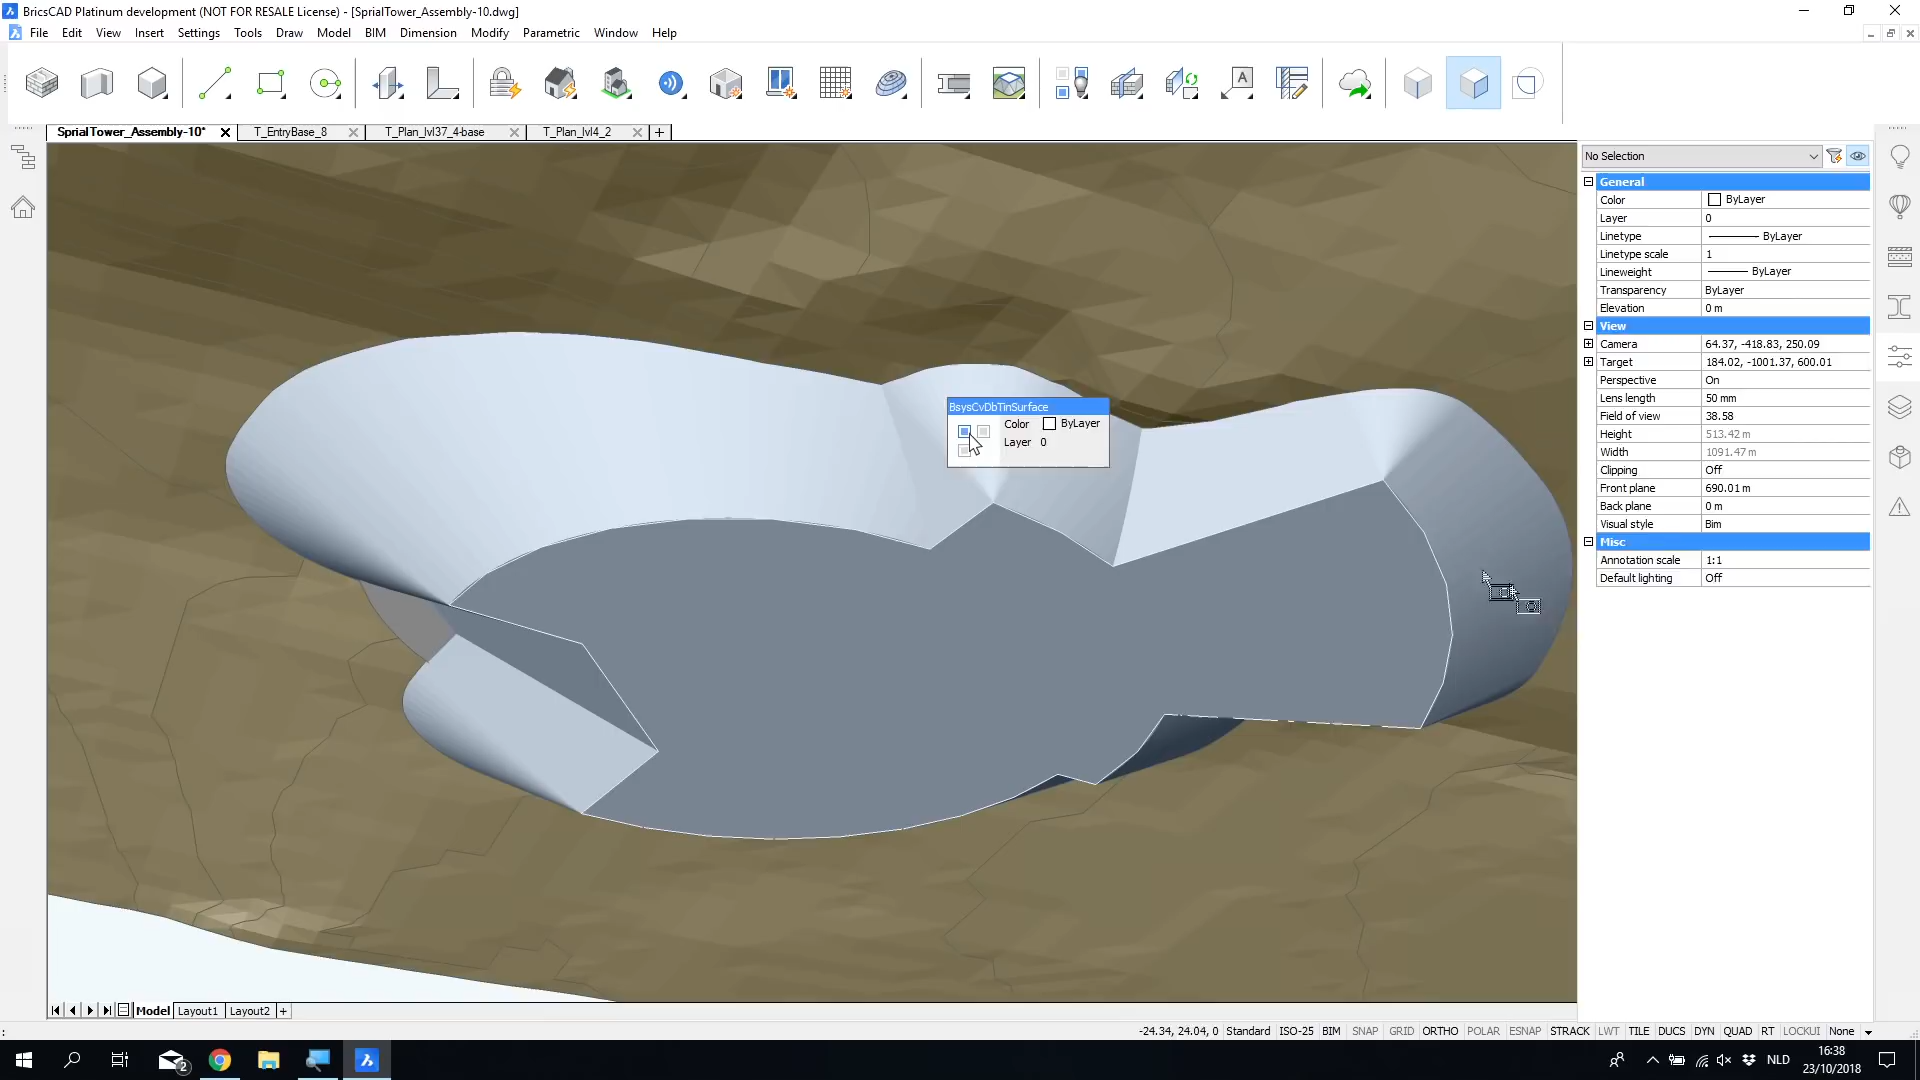 BricsCAD Platinum development (NOT FOR RESALE License) - [SprialTower_Assembly-10.dwg]
File Edit View Insert Settings Tools Draw Model BIM Dimension Modify Parametric Window Help
SprialTower_Assembly-10* T_EntryBase_8 T_Plan_lvl37_4-base T_Plan_lvl4_2
No Selection
General
Color ByLayer
Layer 0
Linetype ByLayer
Linetype scale 1
Lineweight ByLayer
Transparency ByLayer
Elevation 0 m
View
Camera 64.37, -418.83, 250.09
Target 184.02, -1001.37, 600.01
Perspective On
Lens length 50 mm
Field of view 38.58
Height 513.42 m
Width 1091.47 m
Clipping Off
Front plane 690.01 m
Back plane 0 m
Visual style Bim
Misc
Annotation scale 1:1
Default lighting Off
BsysCvDbTinSurface
Color ByLayer
Layer 0
Model Layout1 Layout2 +
:
-24.34, 24.04, 0 Standard ISO-25 BIM SNAP GRID ORTHO POLAR ESNAP STRACK LWT TILE DUCS DYN QUAD RT LOCKUI None
2
NLD
16:38
23/10/2018